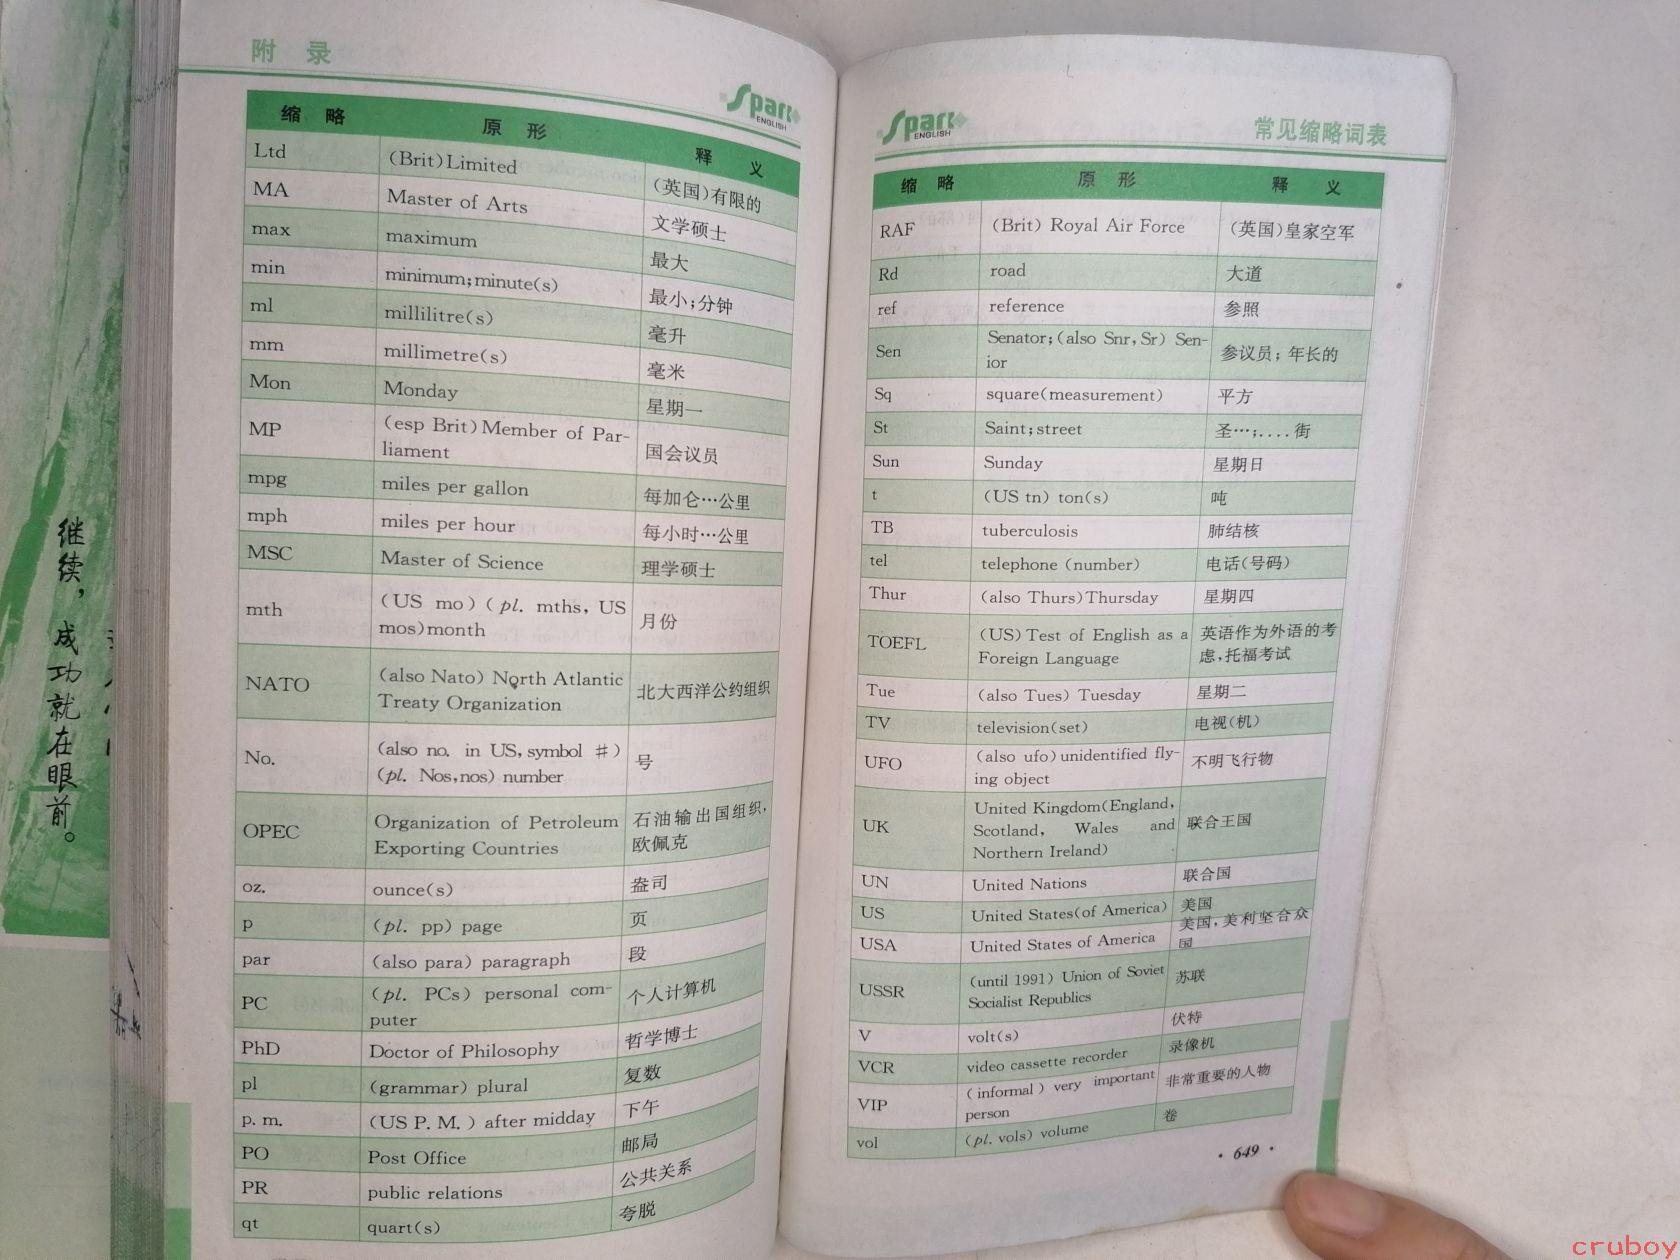 附 录
Spark
ENGLISH
缩 略 原 形 释 义
Ltd (Brit)Limited (英国)有限的
MA Master of Arts 文学硕士
max maximum 最大
min minimum;minute(s) 最小;分钟
ml millilitre(s) 毫升
mm millimetre(s) 毫米
Mon Monday 星期一
MP (esp Brit)Member of Par-
liament 国会议员
mpg miles per gallon 每加仑…公里
mph miles per hour 每小时…公里
MSC Master of Science 理学硕士
mth (US mo)(pl. mths, US
mos)month 月份
NATO (also Nato) North Atlantic
Treaty Organization 北大西洋公约组织
No. (also no. in US,symbol #)
(pl. Nos,nos) number 号
OPEC Organization of Petroleum 石油输出国组织,
Exporting Countries 欧佩克
oz. ounce(s) 盎司
p (pl. pp) page 页
par (also para) paragraph 段
PC (pl. PCs) personal com-
puter 个人计算机
PhD Doctor of Philosophy 哲学博士
pl (grammar) plural 复数
p. m. (US P. M. ) after midday 下午
PO Post Office 邮局
PR public relations 公共关系
qt quart(s) 夸脱
Spark
ENGLISH
常见缩略词表
缩 略 原 形 释 义
RAF (Brit) Royal Air Force (英国)皇家空军
Rd road 大道
ref reference 参照
Sen Senator;(also Snr,Sr) Sen-
ior 参议员; 年长的
Sq square(measurement) 平方
St Saint;street 圣…;....街
Sun Sunday 星期日
t (US tn) ton(s) 吨
TB tuberculosis 肺结核
tel telephone (number) 电话(号码)
Thur (also Thurs)Thursday 星期四
TOEFL (US)Test of English as a 英语作为外语的考
Foreign Language 虑,托福考试
Tue (also Tues) Tuesday 星期二
TV television(set) 电视(机)
UFO (also ufo)unidentified fly-
ing object 不明飞行物
UK United Kingdom(England,
Scotland, Wales and 联合王国
Northern Ireland)
UN United Nations 联合国
US United States(of America) 美国
USA United States of America 美国,美利坚合众
国
USSR (until 1991) Union of Soviet
Socialist Republics 苏联
V volt(s) 伏特
VCR video cassette recorder 录像机
VIP (informal) very important
person 非常重要的人物
vol (pl. vols) volume 卷
· 649 ·
继续，成功就在眼前。
cruboy